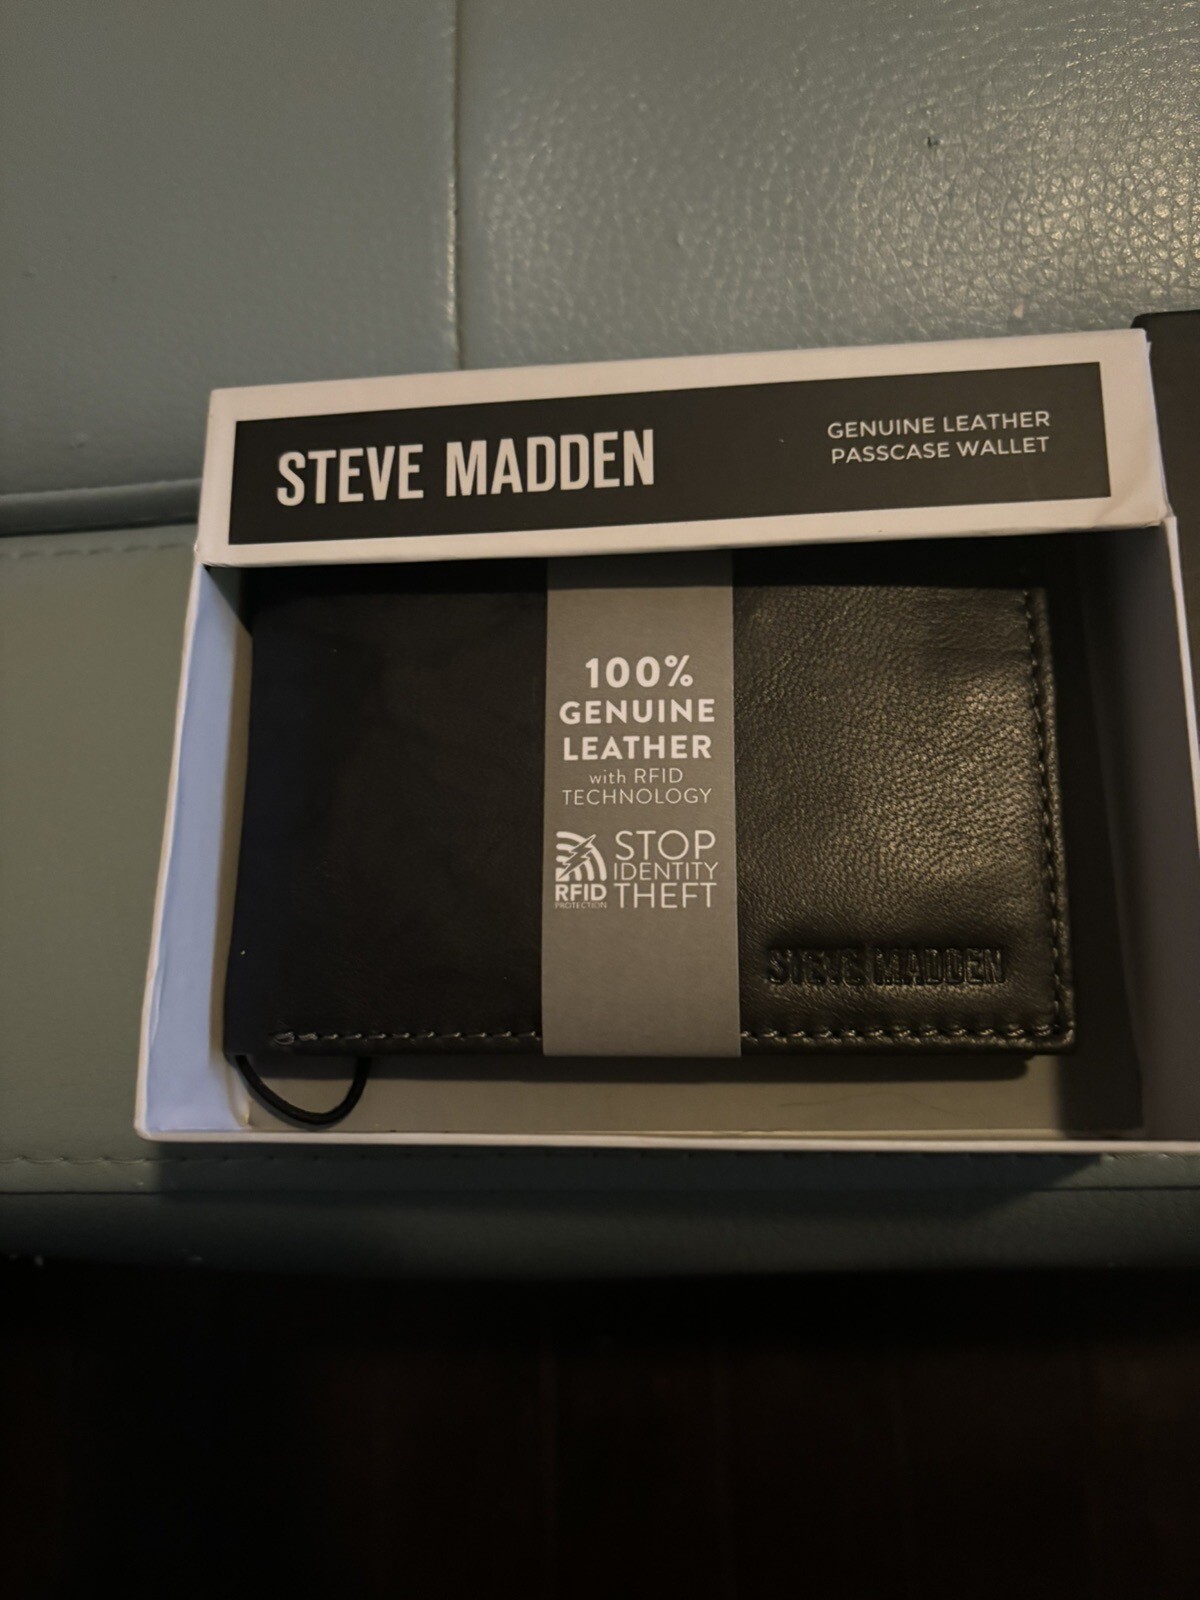 STEVE MADDEN
GENUINE LEATHER
PASSCASE WALLET
100%
GENUINE
LEATHER
with RFID
TECHNOLOGY
RFID
PROTECTION
STOP
IDENTITY
THEFT
STEVE MADDEN